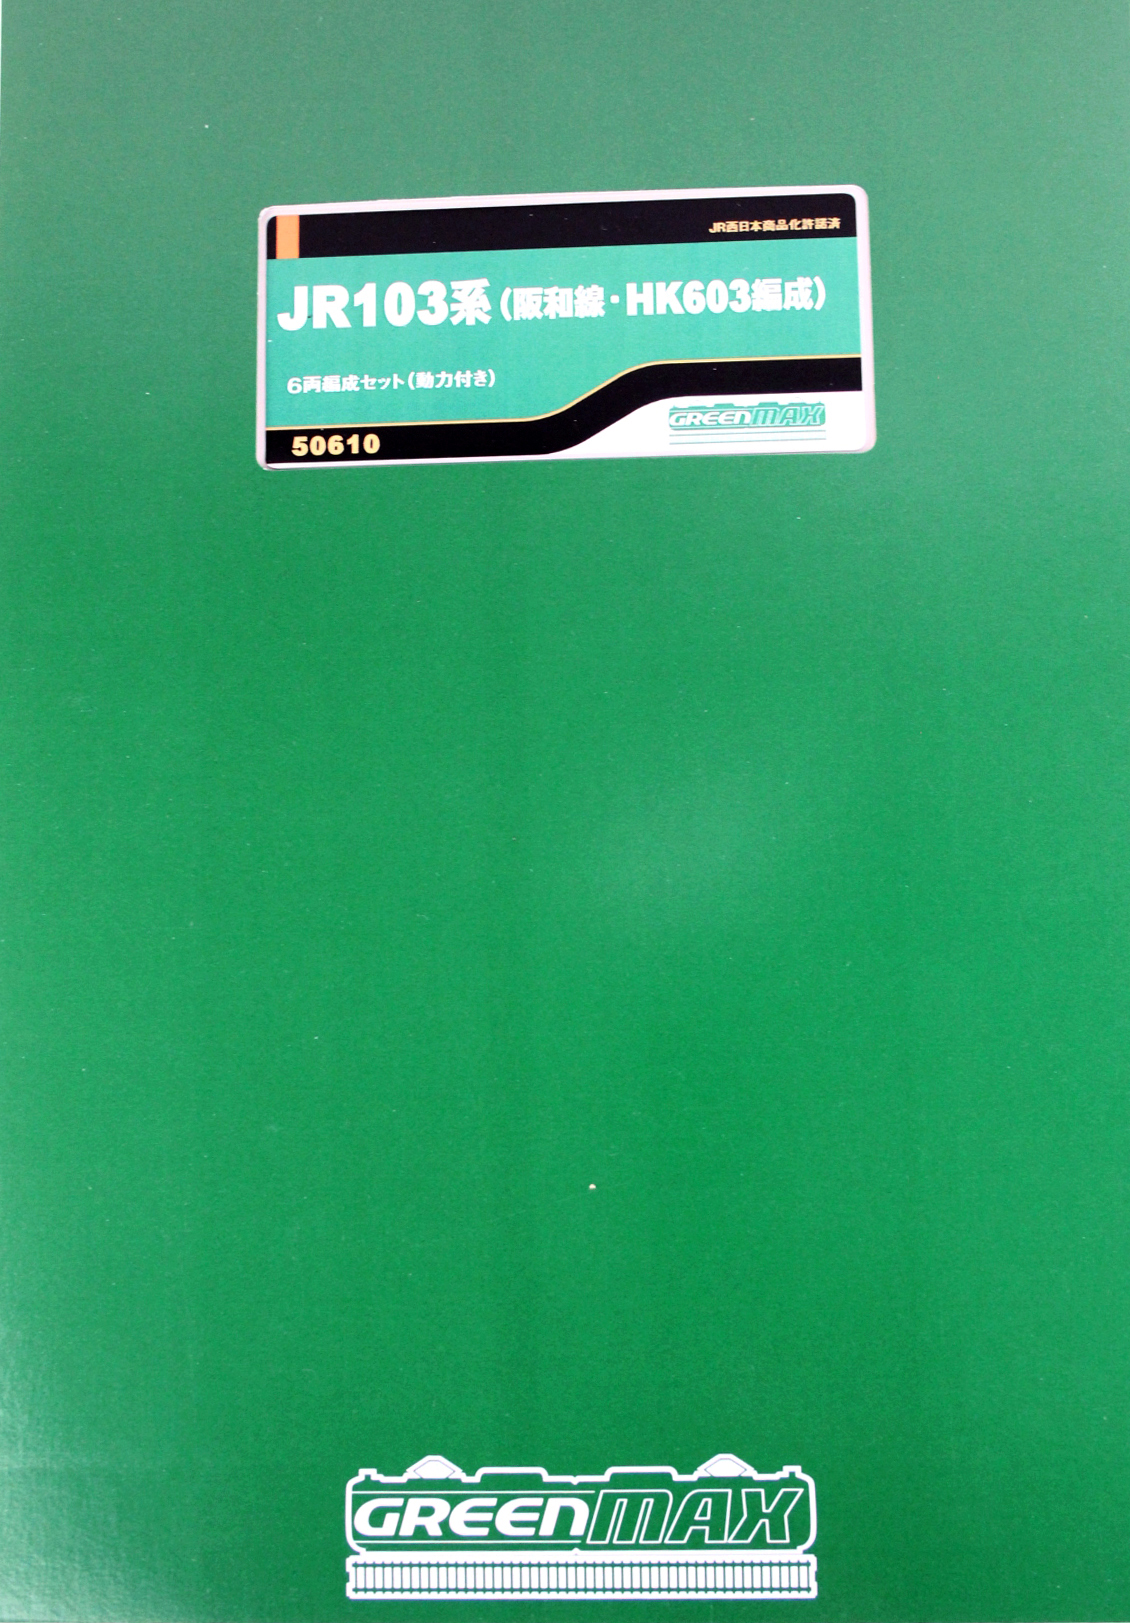 JR西日本商品化許諾済
JR103系（阪和線・HK603編成）
6両編成セット（動力付き）
GREENMAX
50610
GREENMAX